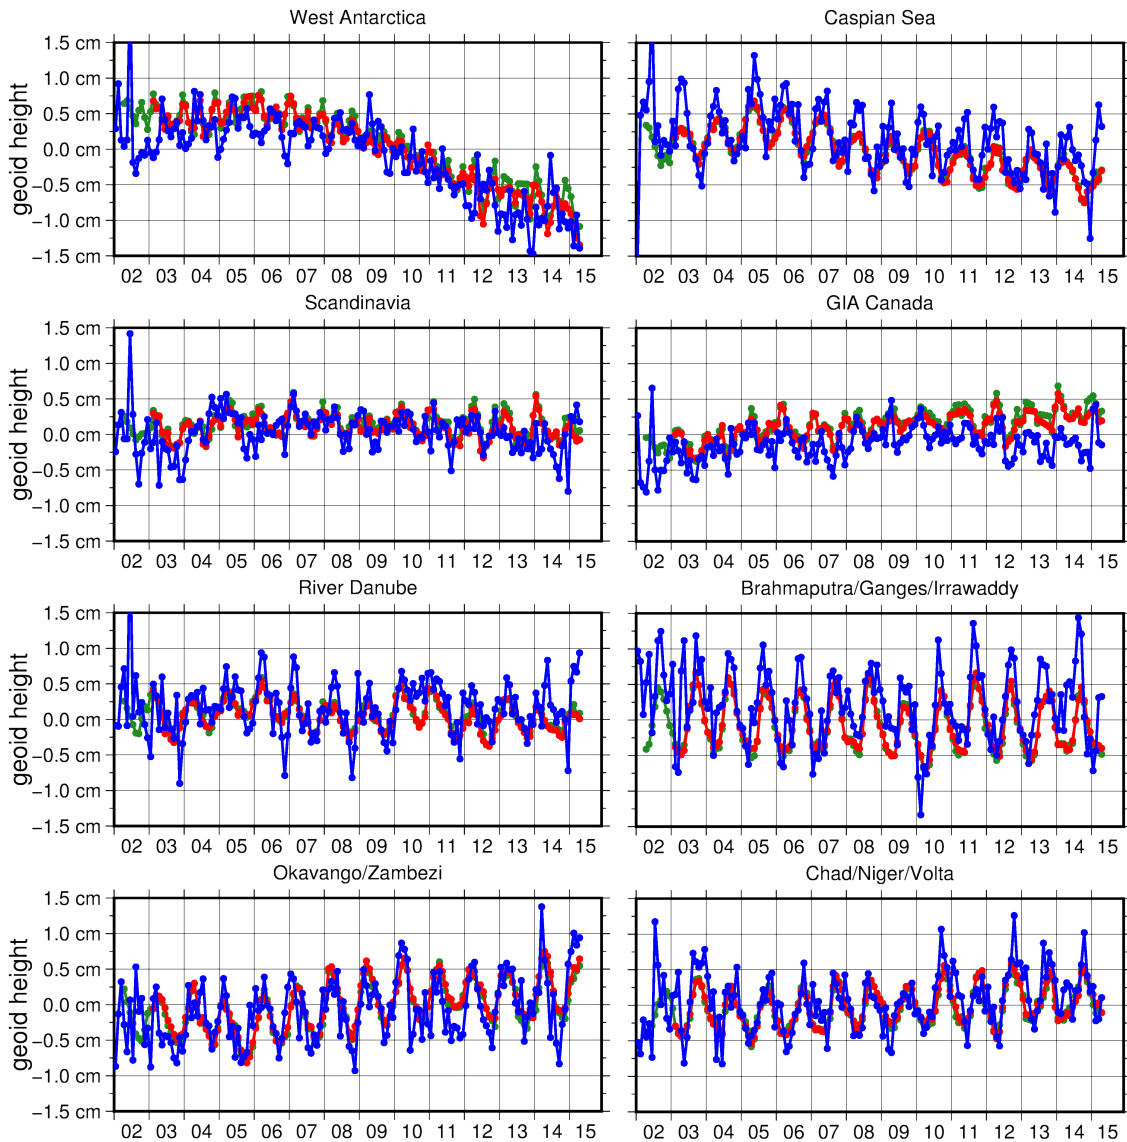 West Antarctica Caspian Sea
1.5 cm
1.0 cm
0.5 cm
0.0 cm
−0.5 cm
−1.0 cm
−1.5 cm
geoid height
02 03 04 05 06 07 08 09 10 11 12 13 14 15 02 03 04 05 06 07 08 09 10 11 12 13 14 15
Scandinavia GIA Canada
1.5 cm
1.0 cm
0.5 cm
0.0 cm
−0.5 cm
−1.0 cm
−1.5 cm
geoid height
02 03 04 05 06 07 08 09 10 11 12 13 14 15 02 03 04 05 06 07 08 09 10 11 12 13 14 15
River Danube Brahmaputra/Ganges/Irrawaddy
1.5 cm
1.0 cm
0.5 cm
0.0 cm
−0.5 cm
−1.0 cm
−1.5 cm
geoid height
02 03 04 05 06 07 08 09 10 11 12 13 14 15 02 03 04 05 06 07 08 09 10 11 12 13 14 15
Okavango/Zambezi Chad/Niger/Volta
1.5 cm
1.0 cm
0.5 cm
0.0 cm
−0.5 cm
−1.0 cm
−1.5 cm
geoid height
02 03 04 05 06 07 08 09 10 11 12 13 14 15 02 03 04 05 06 07 08 09 10 11 12 13 14 15